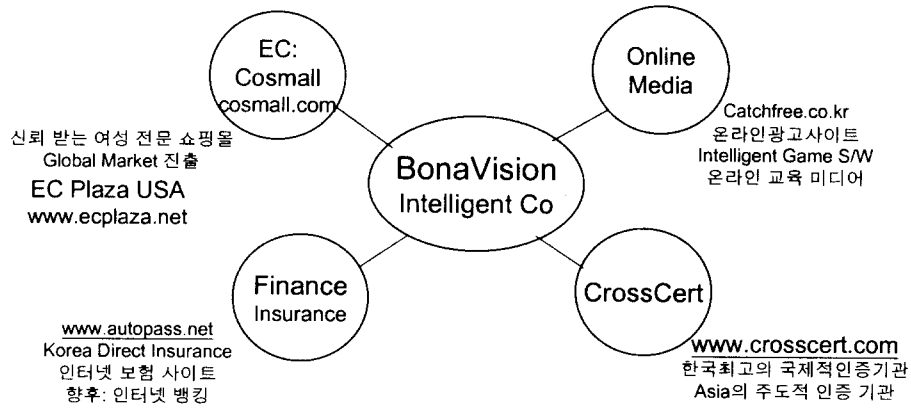 EC:
Cosmall
cosmall.com
신뢰 받는 여성 전문 쇼핑몰
Global Market 진출
EC Plaza USA
www.ecplaza.net
Online
Media
Catchfree.co.kr
온라인광고사이트
Intelligent Game S/W
온라인 교육 미디어
BonaVision
Intelligent Co
Finance
Insurance
www.autopass.net
Korea Direct Insurance
인터넷 보험 사이트
향후: 인터넷 뱅킹
CrossCert
www.crosscert.com
한국최고의 국제적인증기관
Asia의 주도적 인증 기관